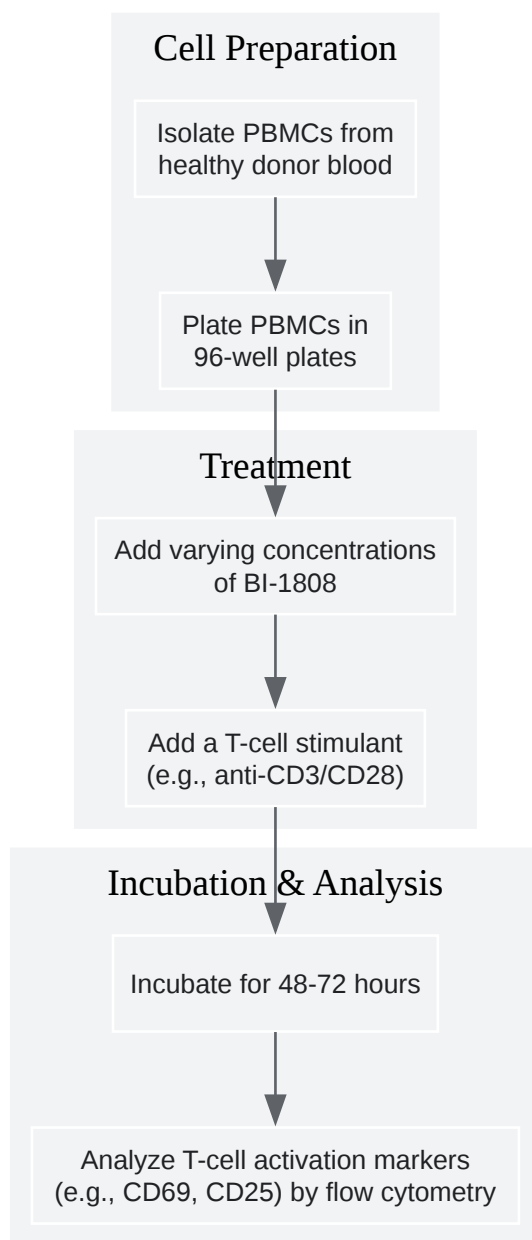 Cell Preparation
Isolate PBMCs from
healthy donor blood
Plate PBMCs in
96-well plates
Treatment
Add varying concentrations
of BI-1808
Add a T-cell stimulant
(e.g., anti-CD3/CD28)
Incubation & Analysis
Incubate for 48-72 hours
Analyze T-cell activation markers
(e.g., CD69, CD25) by flow cytometry